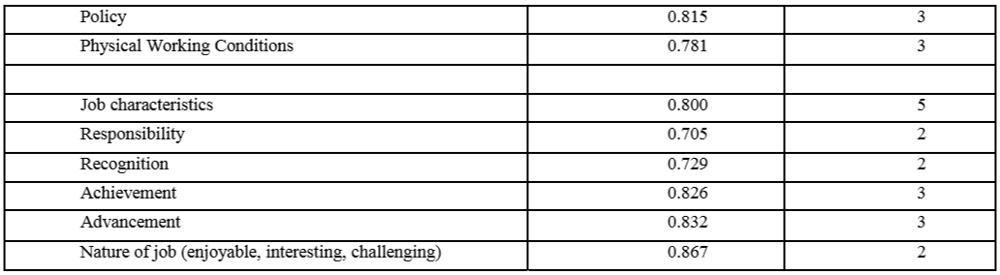 Policy 0.815 3
Physical Working Conditions 0.781 3
Job characteristics 0.800 5
Responsibility 0.705 2
Recognition 0.729 2
Achievement 0.826 3
Advancement 0.832 3
Nature of job (enjoyable, interesting, challenging) 0.867 2